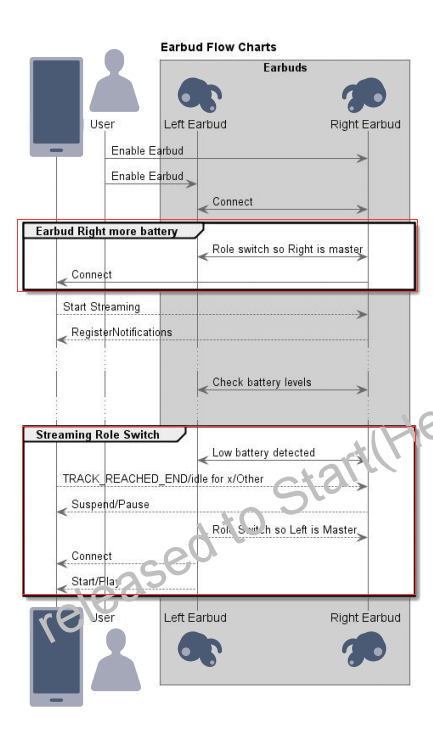 Earbud Flow Charts
Earbuds
User
Left Earbud
Right Earbud
Enable Earbud
Enable Earbud
Connect
Earbud Right more battery
Role switch so Right is master
Connect
Start Streaming
RegisterNotifications
Check battery levels
Streaming Role Switch
Low battery detected
TRACK_REACHED_END/idle for x/Other
Suspend/Pause
Role Switch so Left is Master
Connect
Start/Play
released to Start(He
User
Left Earbud
Right Earbud